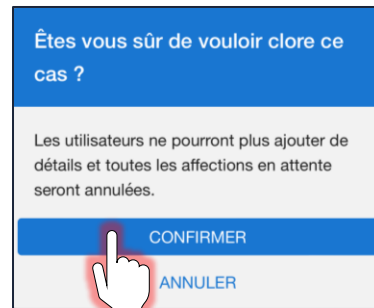 Êtes vous sûr de vouloir clore ce
cas ?
Les utilisateurs ne pourront plus ajouter de
détails et toutes les affections en attente
seront annulées.
CONFIRMER
ANNULER